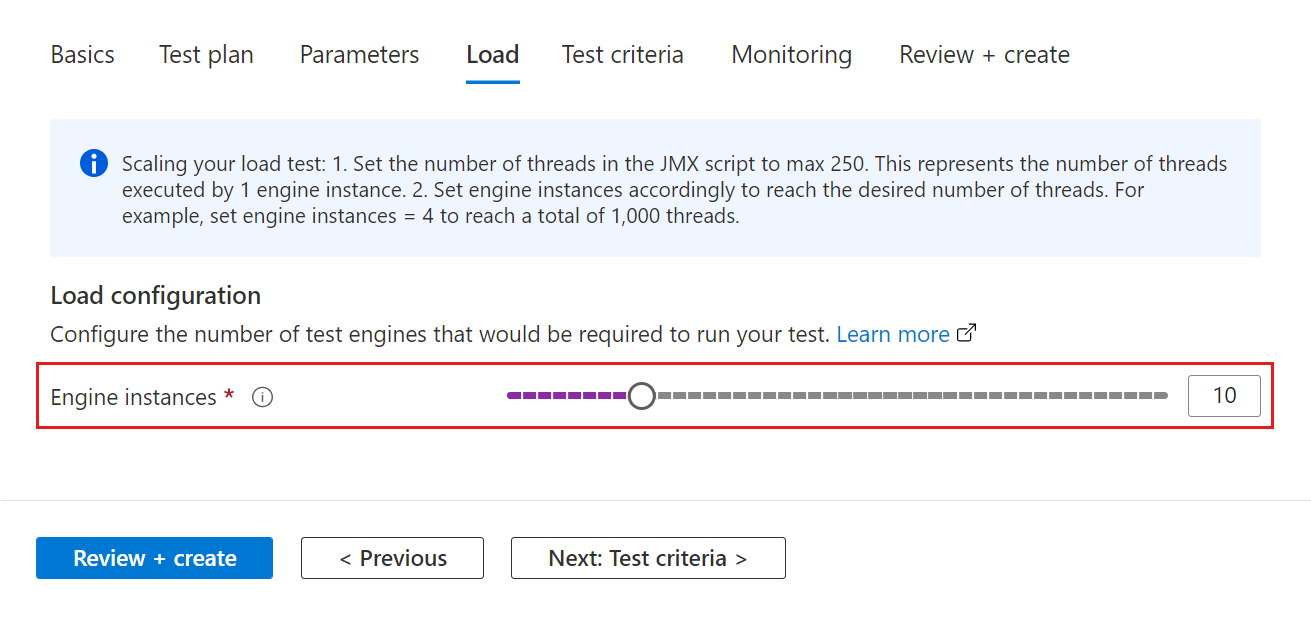 Basics Test plan Parameters Load Test criteria Monitoring Review + create
Scaling your load test: 1. Set the number of threads in the JMX script to max 250. This represents the number of threads
executed by 1 engine instance. 2. Set engine instances accordingly to reach the desired number of threads. For
example, set engine instances = 4 to reach a total of 1,000 threads.
Load configuration
Configure the number of test engines that would be required to run your test. Learn more
Engine instances * 10
Review + create < Previous Next: Test criteria >